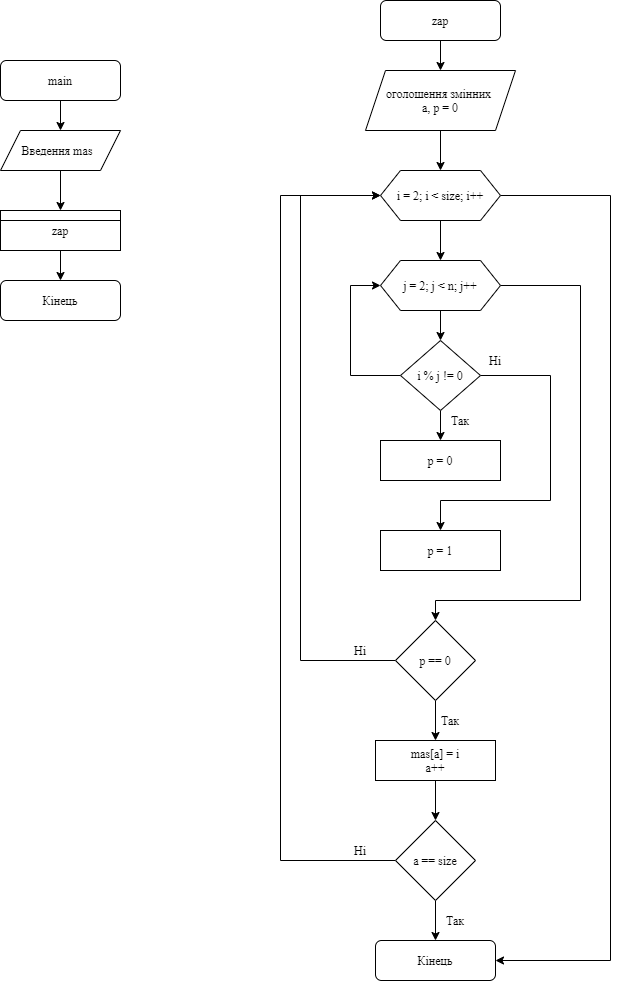 main
Введення mas
zap
Кінець
zap
оголошення змінних
a, p = 0
i = 2; i < size; i++
j = 2; j < n; j++
i % j != 0
Ні
Так
p = 0
p = 1
p == 0
Ні
Так
mas[a] = i
a++
a == size
Ні
Так
Кінець